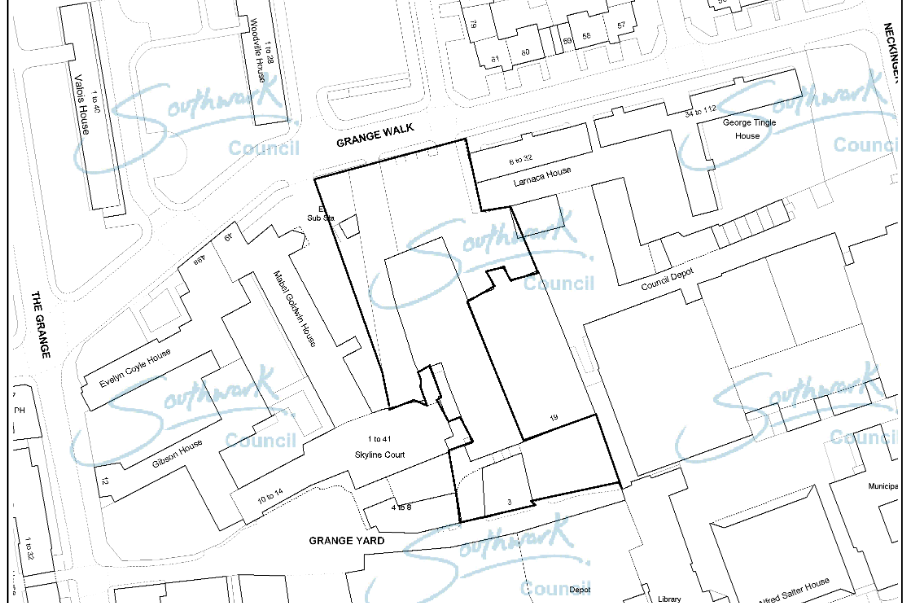 79
81
80
59
55
57
NECKINGER
Woodville House
1 to 28
Valois House
1 to 40
Southwark
Council
GRANGE WALK
34 to 112
George Tingle
House
Southwark
Council
6 to 32
Larnaca House
Sub Sta
Southwark
Council
49
49a
Mabel Goldwin House
Council Depot
THE GRANGE
Evelyn Coyle House
PH
Southwark
Council
Gibson House
12
1 to 41
Skyline Court
19
Southwark
Council
10 to 14
4 to 8
3
Municipa
1 to 32
GRANGE YARD
Southwark
Council
Depot
Library
Alfred Salter House